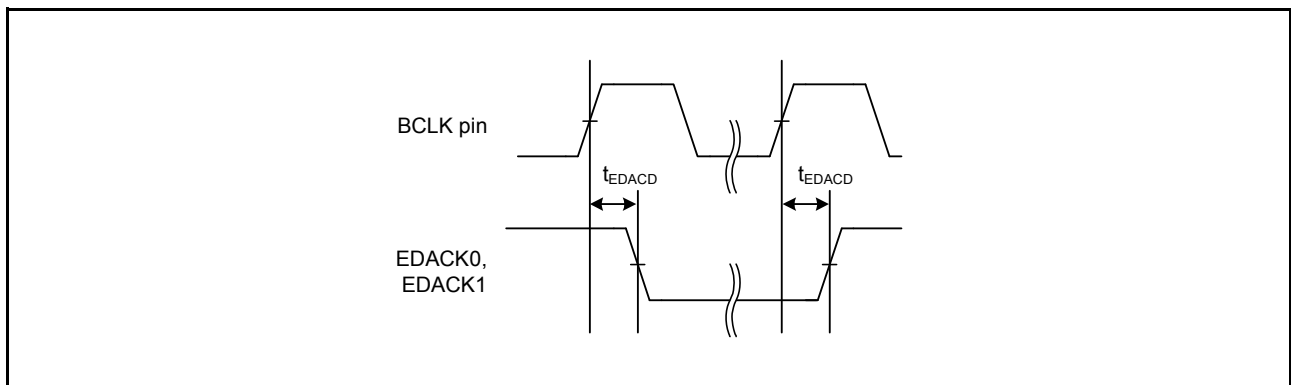 BCLK pin
tEDACD
tEDACD
EDACK0,
EDACK1